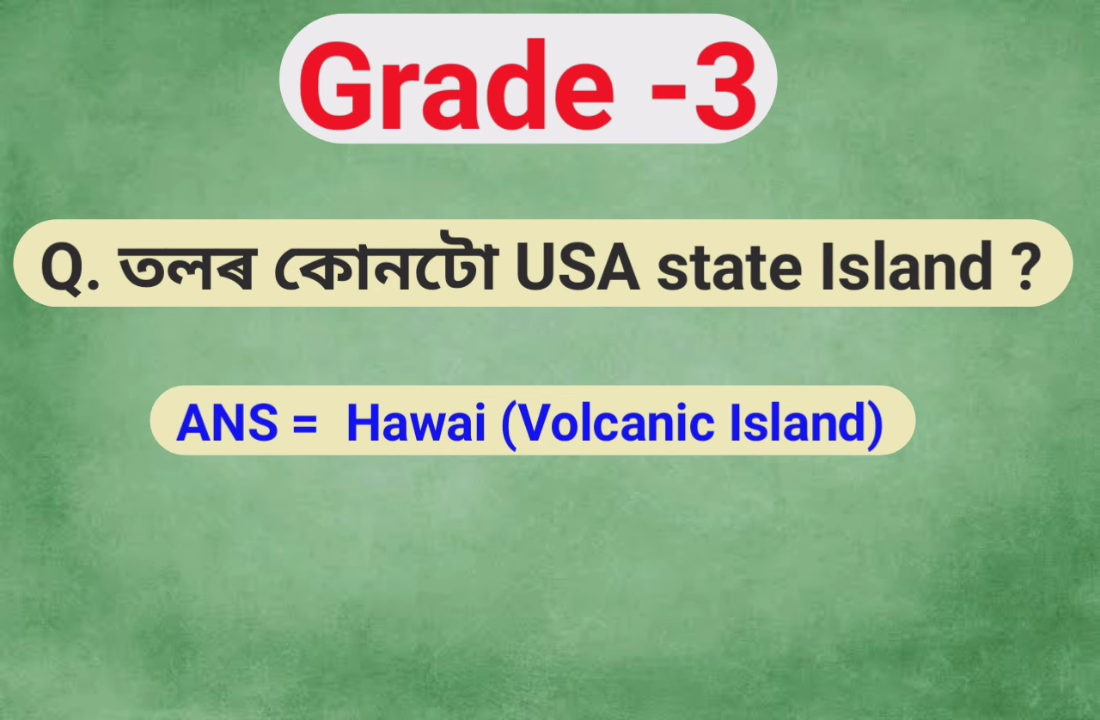 Grade -3
Q. তলৰ কোনটো USA state Island ?
ANS = Hawai (Volcanic Island)